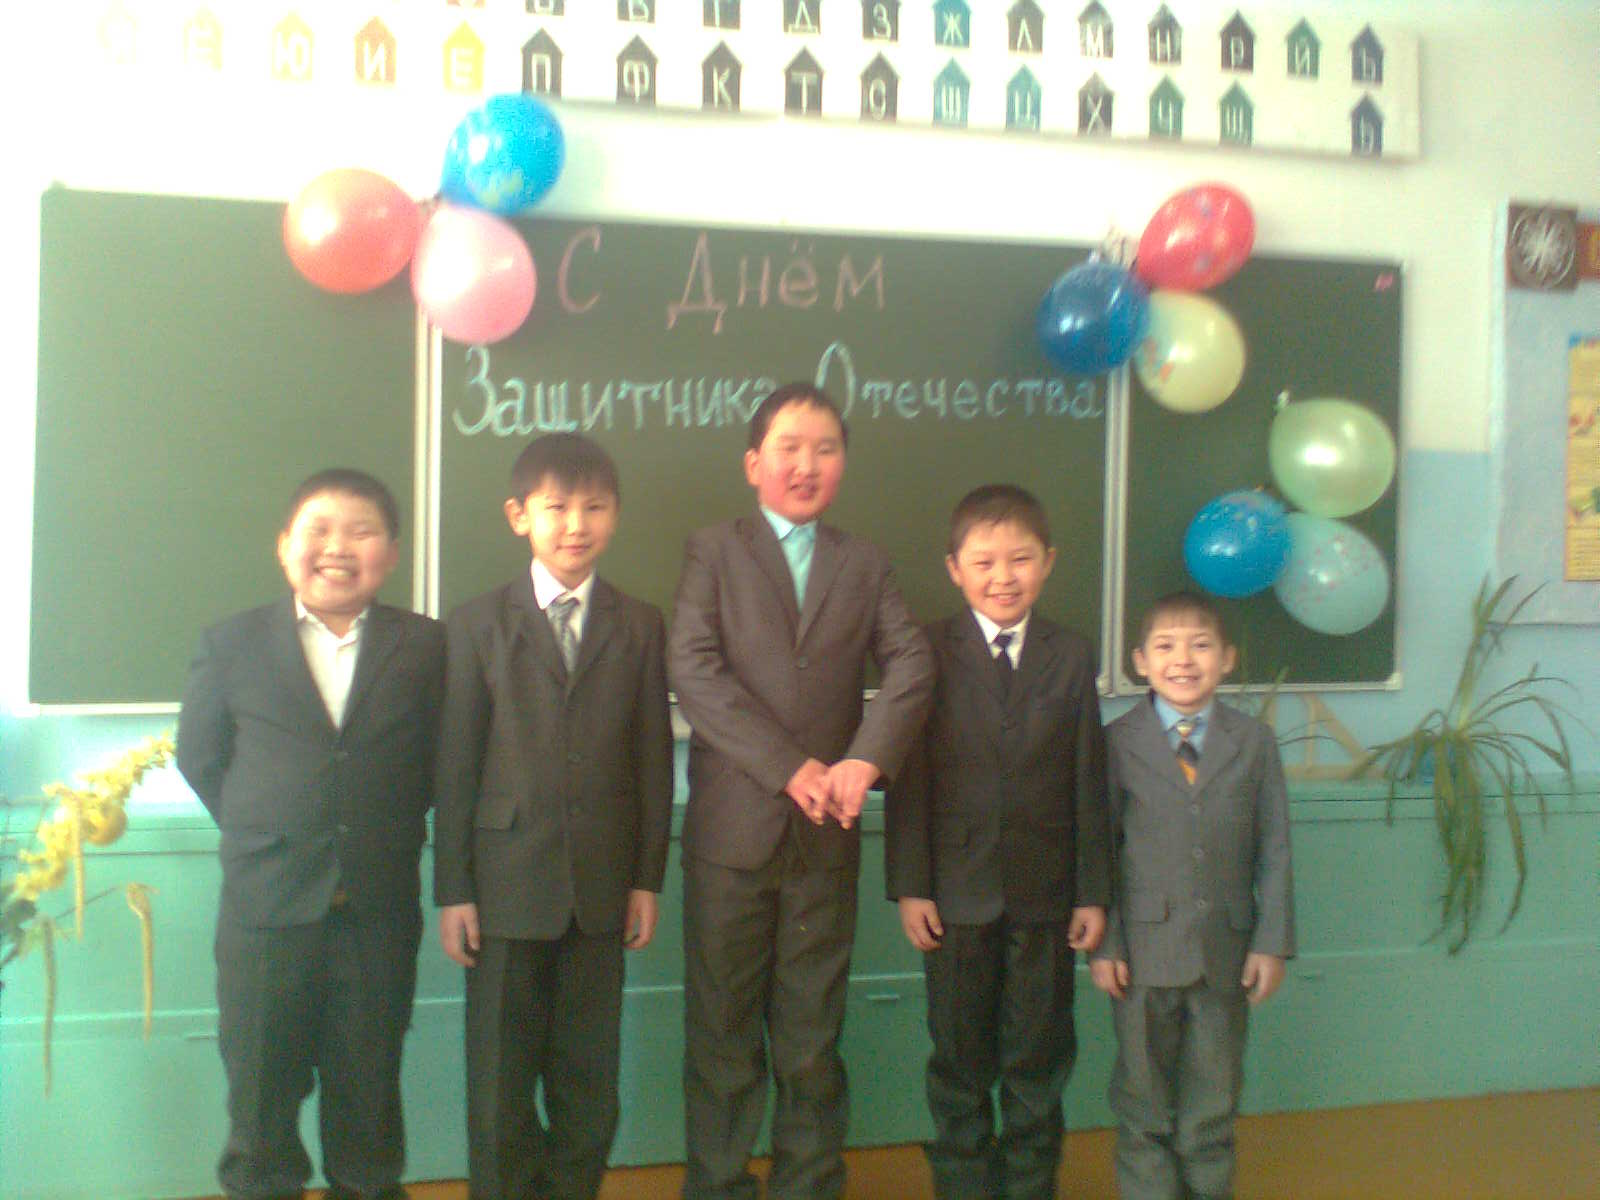 Е Ё Ю И Е П Ф К Т С Ш Ц Х Ч Щ Ъ
Г Д З Ж Л М Н Р Й Ь
С Днём
Защитника Отечества